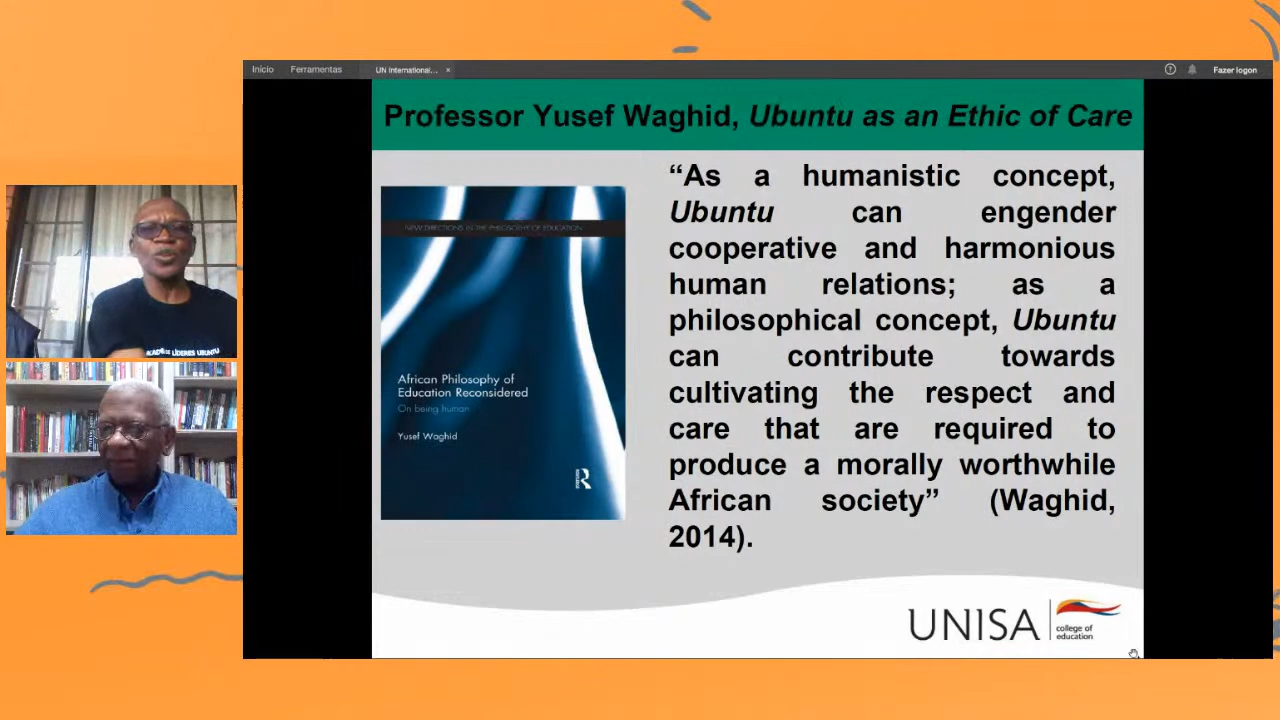 Início Ferramentas UN International... × Fazer logon
Professor Yusef Waghid, Ubuntu as an Ethic of Care
“As a humanistic concept,
Ubuntu can engender
cooperative and harmonious
human relations; as a
philosophical concept, Ubuntu
can contribute towards
cultivating the respect and
care that are required to
produce a morally worthwhile
African society” (Waghid,
2014).
NEW DIRECTIONS IN THE PHILOSOPHY OF EDUCATION
African Philosophy of
Education Reconsidered
On being human
Yusef Waghid
R
LÍDERES UBUNTU
UNISA
college of
education